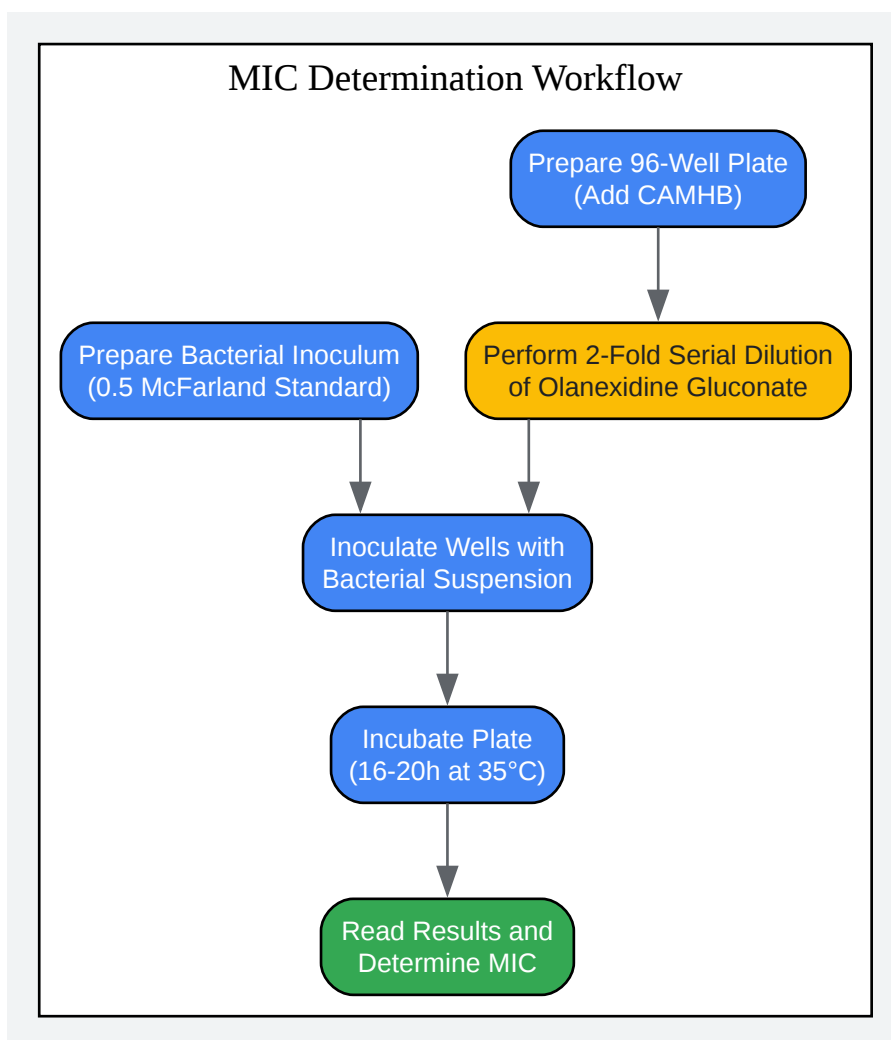 MIC Determination Workflow
Prepare 96-Well Plate
(Add CAMHB)
Prepare Bacterial Inoculum
(0.5 McFarland Standard)
Perform 2-Fold Serial Dilution
of Olanexidine Gluconate
Inoculate Wells with
Bacterial Suspension
Incubate Plate
(16-20h at 35°C)
Read Results and
Determine MIC